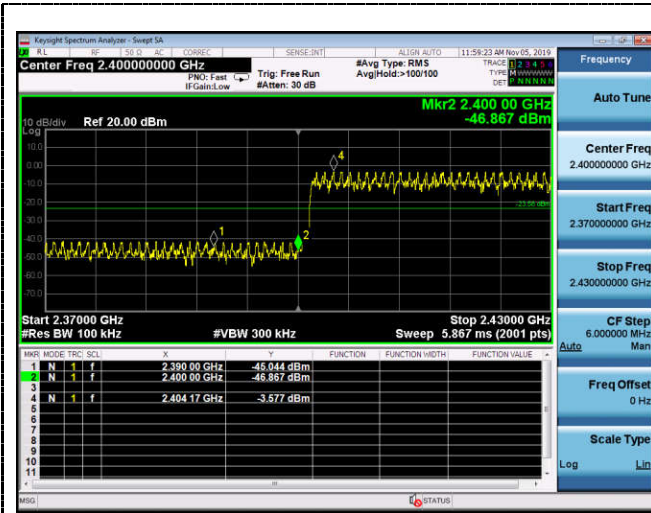 Keysight Spectrum Analyzer - Swept SA
RL RF 50 Ω AC CORREC SENSE:INT ALIGN AUTO 11:59:23 AM Nov 05, 2019
Center Freq 2.400000000 GHz
PNO: Fast
IFGain:Low
Trig: Free Run
#Atten: 30 dB
#Avg Type: RMS
Avg|Hold:>100/100
TRACE 1 2 3 4 5 6
TYPE M WWWWW
DET P N N N N N
Mkr2 2.400 00 GHz
-46.867 dBm
10 dB/div Ref 20.00 dBm
Log
10.0
0.00
-10.0
-20.0
-30.0
-40.0
-50.0
-60.0
-70.0
4
1
2
-23.58 dBm
Start 2.37000 GHz Stop 2.43000 GHz
#Res BW 100 kHz #VBW 300 kHz Sweep 5.867 ms (2001 pts)
MKR MODE TRC SCL X Y FUNCTION FUNCTION WIDTH FUNCTION VALUE
1 N 1 f 2.390 00 GHz -45.044 dBm
2 N 1 f 2.400 00 GHz -46.867 dBm
3
4 N 1 f 2.404 17 GHz -3.577 dBm
5
6
7
8
9
10
11
MSG STATUS
Frequency
Auto Tune
Center Freq
2.400000000 GHz
Start Freq
2.370000000 GHz
Stop Freq
2.430000000 GHz
CF Step
6.000000 MHz
Auto Man
Freq Offset
0 Hz
Scale Type
Log Lin